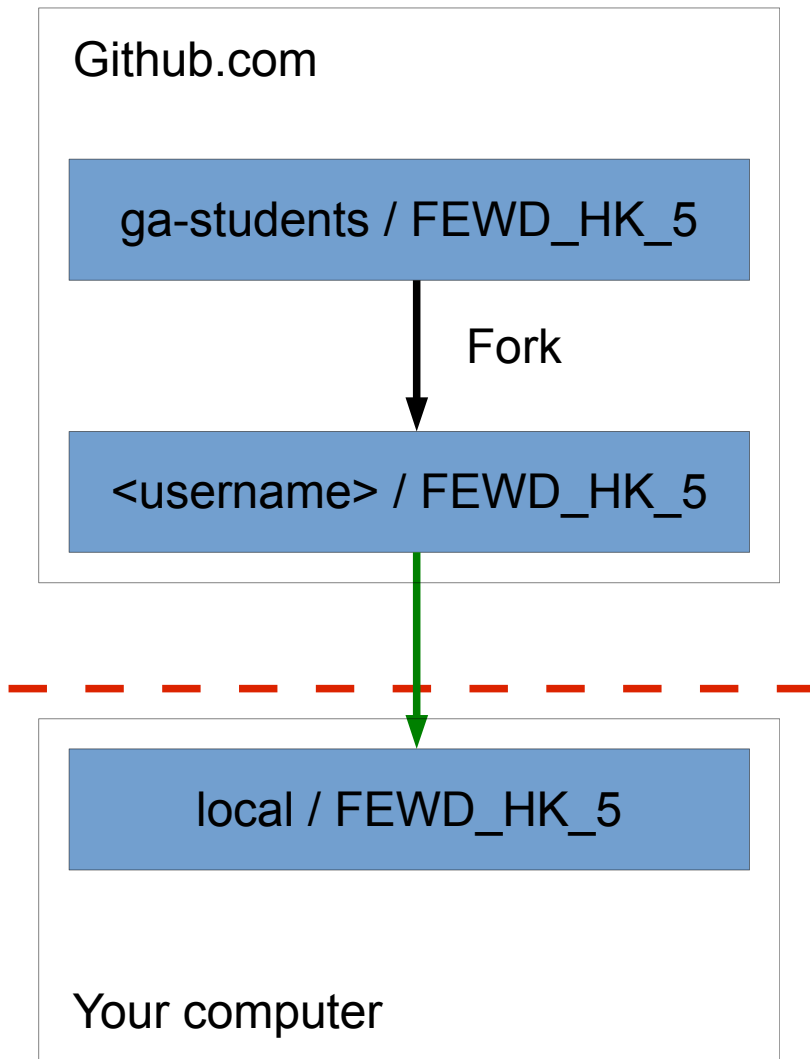 Github.com
ga-students / FEWD_HK_5
Fork
<username> / FEWD_HK_5
local / FEWD_HK_5
Your computer